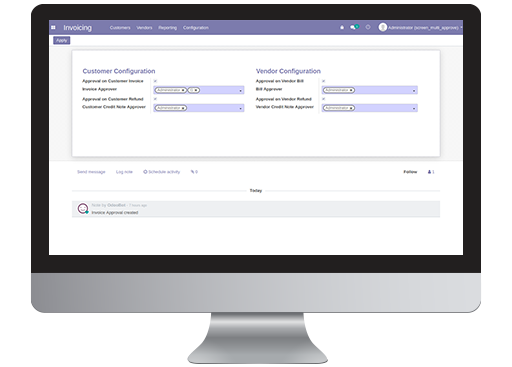 Invoicing Customers Vendors Reporting Configuration Administrator (screen_multi_approve)
Apply
Customer Configuration Vendor Configuration
Approval on Customer Invoice Approval on Vendor Bill
Invoice Approver Administrator Bill Approver Administrator
Approval on Customer Refund Approval on Vendor Refund
Customer Credit Note Approver Administrator Vendor Credit Note Approver Administrator
Send message Log note Schedule activity 0 Follow 1
Today
Note by OdooBot
Invoice Approval created